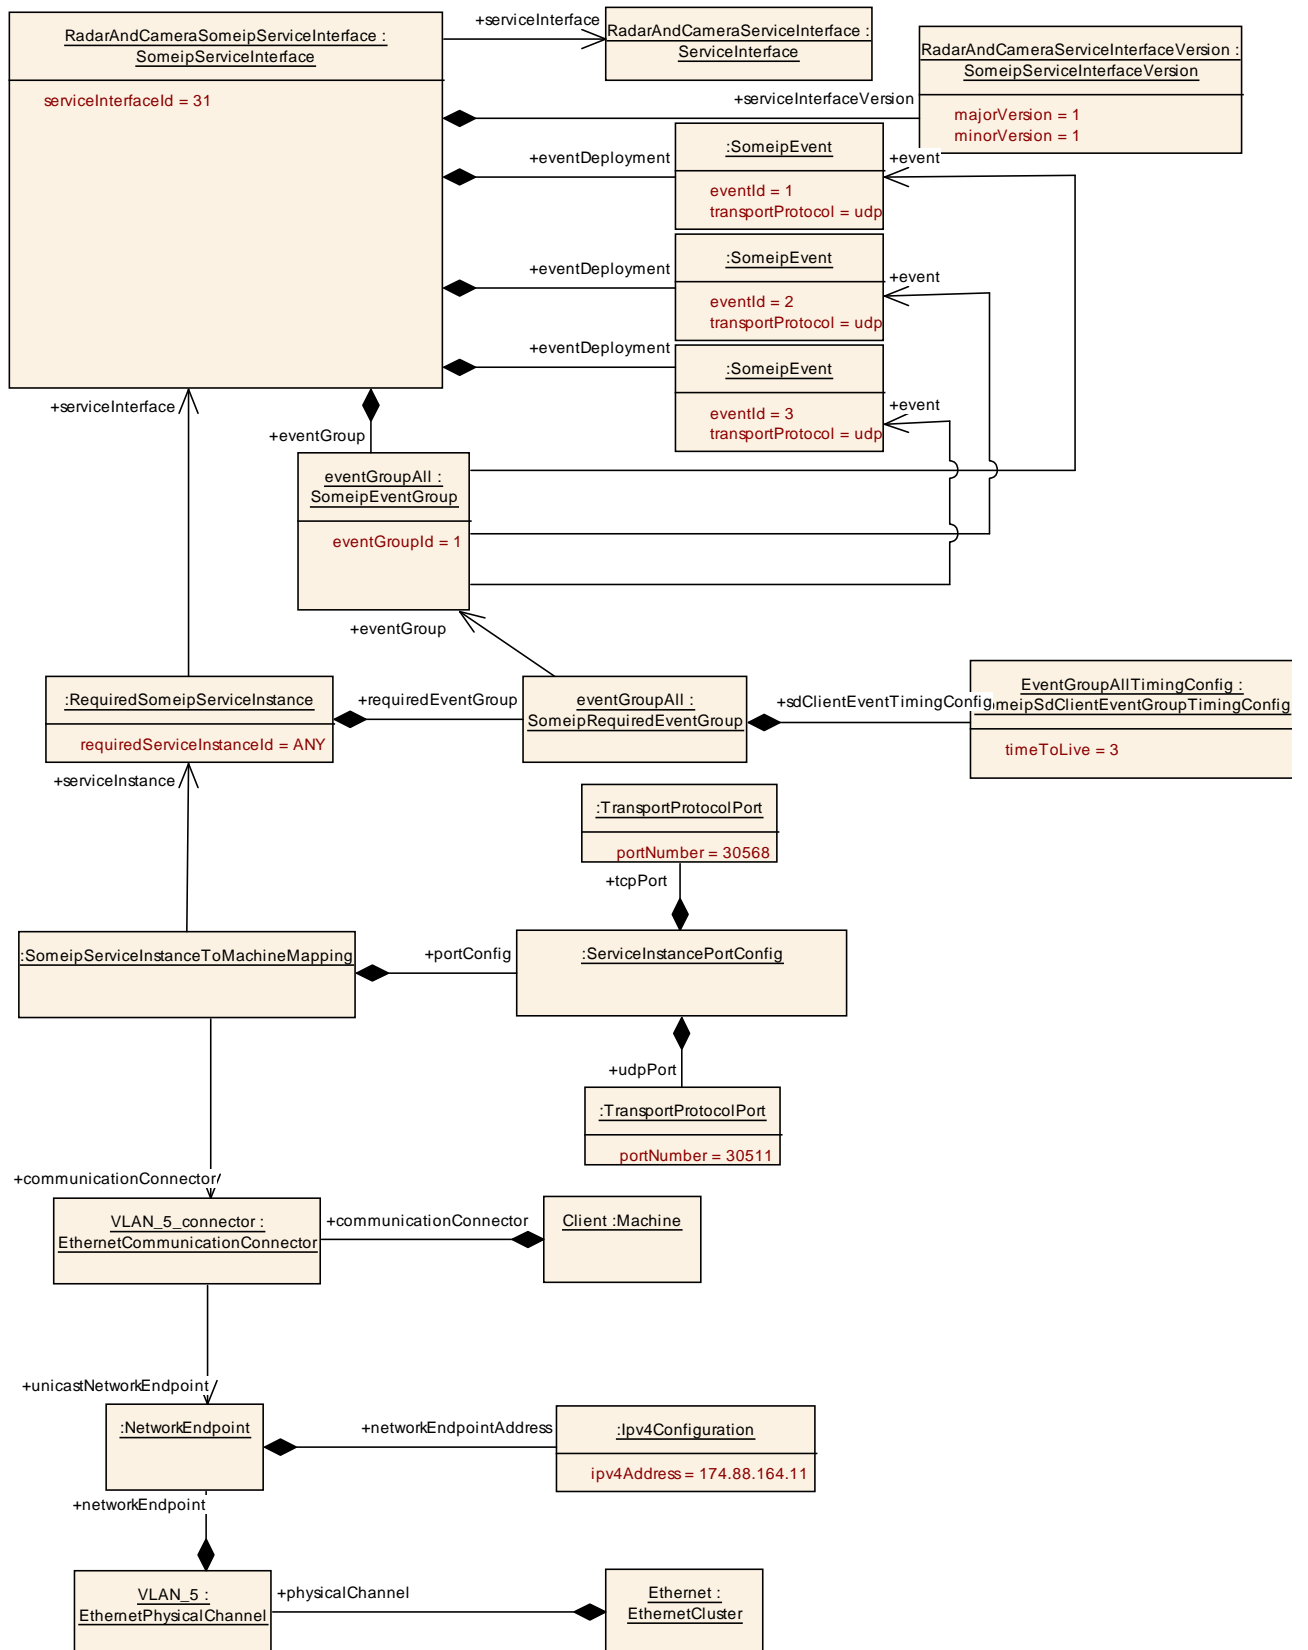 RadarAndCameraSomeipServiceInterface :
SomeipServiceInterface
serviceInterfaceId = 31
+serviceInterface
RadarAndCameraServiceInterface :
ServiceInterface
RadarAndCameraServiceInterfaceVersion :
SomeipServiceInterfaceVersion
majorVersion = 1
minorVersion = 1
+serviceInterfaceVersion
+eventDeployment
:SomeipEvent
eventId = 1
transportProtocol = udp
+event
+eventDeployment
:SomeipEvent
eventId = 2
transportProtocol = udp
+event
+eventDeployment
:SomeipEvent
eventId = 3
transportProtocol = udp
+event
+serviceInterface
+eventGroup
eventGroupAll :
SomeipEventGroup
eventGroupId = 1
+eventGroup
:RequiredSomeipServiceInstance
requiredServiceInstanceId = ANY
+requiredEventGroup
eventGroupAll :
SomeipRequiredEventGroup
+sdClientEventTimingConfig
EventGroupAllTimingConfig :
omeipSdClientEventGroupTimingConfig
timeToLive = 3
+serviceInstance
:TransportProtocolPort
portNumber = 30568
+tcpPort
:SomeipServiceInstanceToMachineMapping
+portConfig
:ServiceInstancePortConfig
+udpPort
:TransportProtocolPort
portNumber = 30511
+communicationConnector
VLAN_5_connector :
EthernetCommunicationConnector
+communicationConnector
Client :Machine
+unicastNetworkEndpoint
:NetworkEndpoint
+networkEndpointAddress
:Ipv4Configuration
ipv4Address = 174.88.164.11
+networkEndpoint
VLAN_5 :
EthernetPhysicalChannel
+physicalChannel
Ethernet :
EthernetCluster